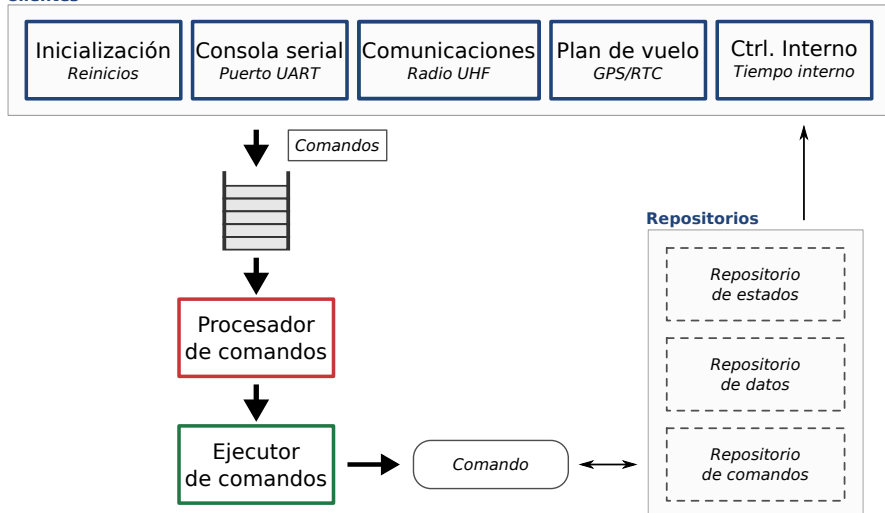 Clientes
Inicialización
Reinicios
Consola serial
Puerto UART
Comunicaciones
Radio UHF
Plan de vuelo
GPS/RTC
Ctrl. Interno
Tiempo interno
Comandos
Repositorios
Repositorio
de estados
Procesador
de comandos
Repositorio
de datos
Ejecutor
de comandos
Comando
Repositorio
de comandos